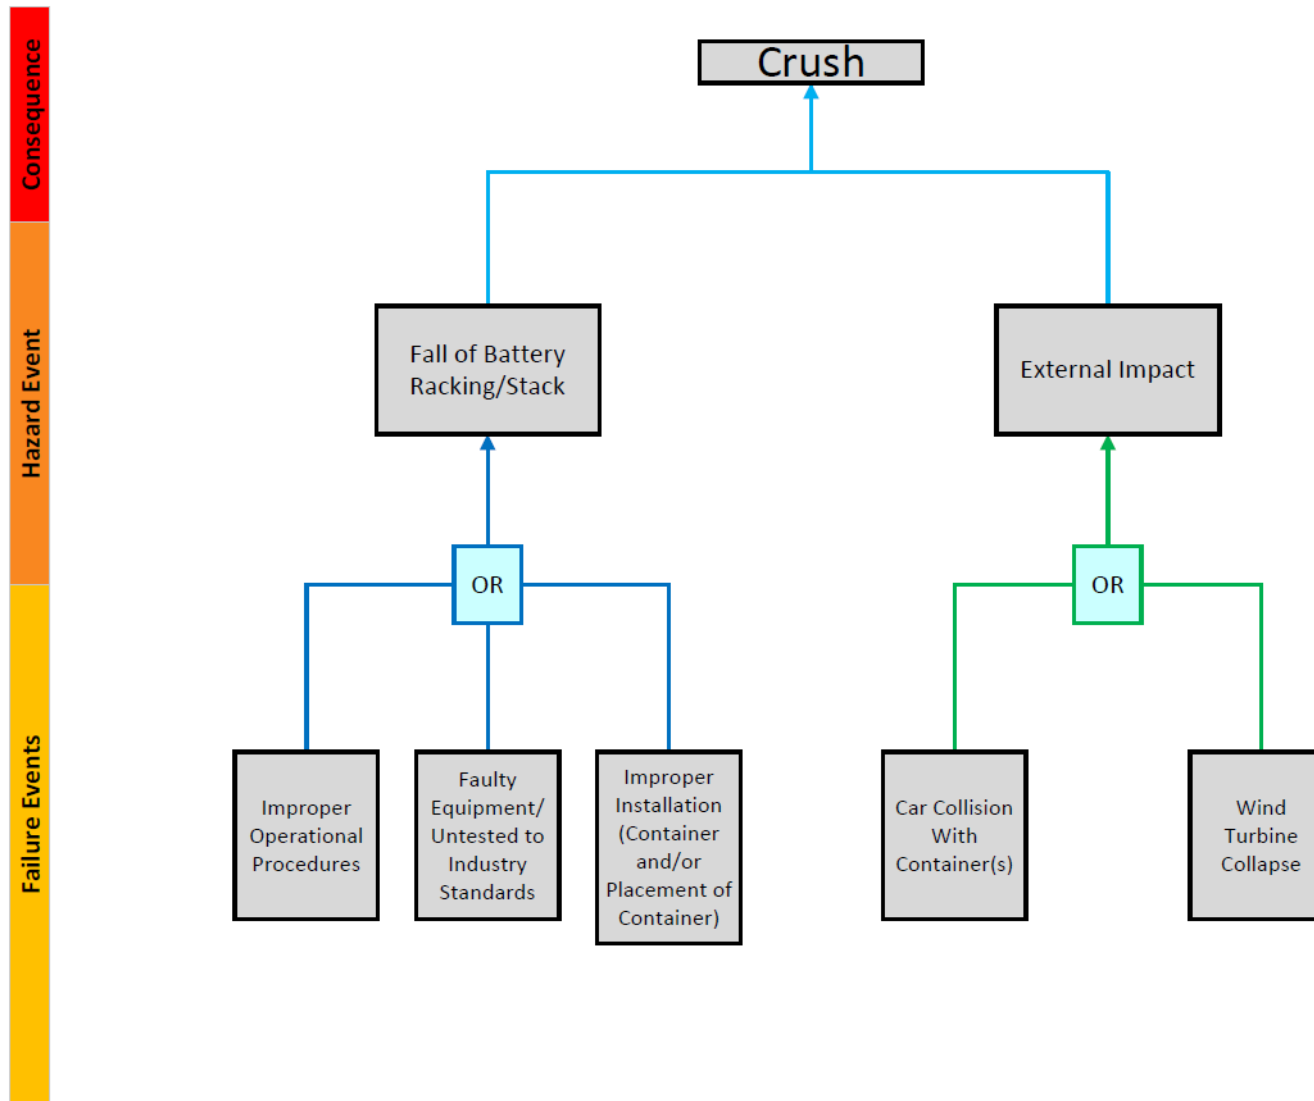 Consequence
Crush
Hazard Event
Fall of Battery
Racking/Stack
External Impact
OR
OR
Failure Events
Improper
Operational
Procedures
Faulty
Equipment/
Untested to
Industry
Standards
Improper
Installation
(Container
and/or
Placement of
Container)
Car Collision
With
Container(s)
Wind
Turbine
Collapse